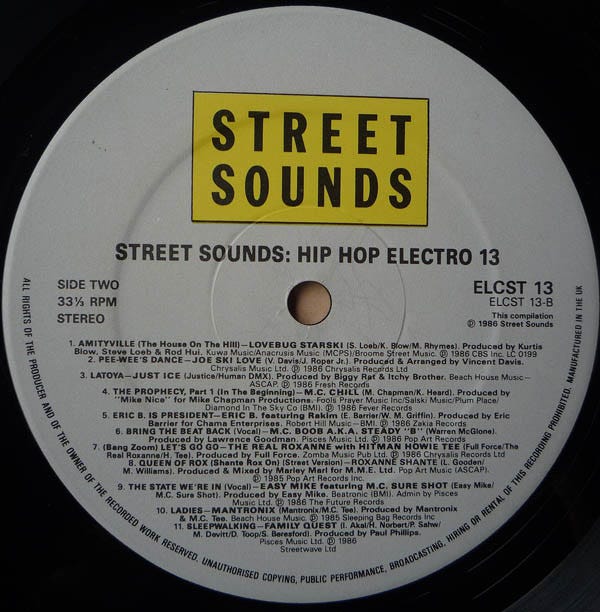 STREET
SOUNDS
STREET SOUNDS: HIP HOP ELECTRO 13
SIDE TWO
33⅓ RPM
STEREO
ELCST 13
ELCST 13-B
This compilation
℗ 1986 Street Sounds
1. AMITYVILLE (The House On The Hill)—LOVEBUG STARSKI (S. Loeb/K. Blow/M. Rhymes). Produced by Kurtis
Blow, Steve Loeb & Rod Hui. Kuwa Music/Anacrusis Music (MCPS)/Broome Street Music. ℗ 1986 CBS Inc. LC 0199
2. PEE-WEE'S DANCE—JOE SKI LOVE (V. Davis/J. Roper Jr.). Produced & Arranged by Vincent Davis.
Chrysalis Music Ltd. ℗ 1986 Chrysalis Records Ltd
3. LATOYA—JUST ICE (Justice/Human DMX). Produced by Biggy Rat & Itchy Brother. Beach House Music—
ASCAP. ℗ 1986 Fresh Records
4. THE PROPHECY, Part 1 (In The Beginning)—M.C. CHILL (M. Chapman/K. Heard). Produced by
"Mike Nice" for Mike Chapman Productions. Fools Prayer Music Inc/Salski Music/Plum Place/
Diamond In The Sky Co (BMI). ℗ 1986 Fever Records
5. ERIC B. IS PRESIDENT—ERIC B. featuring Rakim (E. Barrier/W. M. Griffin). Produced by Eric
Barrier for Chama Enterprises. Robert Hill Music—BMI. ℗ 1986 Zakia Records
6. BRING THE BEAT BACK (Vocal)—M.C. BOOB A.K.A. STEADY "B" (Warren McGlone).
Produced by Lawrence Goodman. Pisces Music Ltd. ℗ 1986 Pop Art Records
7. (Bang Zoom) LET'S GO GO—THE REAL ROXANNE with HITMAN HOWIE TEE (Full Force/The
Real Roxanne/H. Tee). Produced by Full Force. Zomba Music Pub Ltd. ℗ 1986 Chrysalis Records Ltd
8. QUEEN OF ROX (Shante Rox On) (Street Version)—ROXANNE SHANTE (L. Gooden/
M. Williams). Produced & Mixed by Marley Marl for M.M.E. Ltd. Pop Art Music (ASCAP).
℗ 1985 Pop Art Records Inc.
9. THE STATE WE'RE IN (Vocal)—EASY MIKE featuring M.C. SURE SHOT (Easy Mike/
M.C. Sure Shot). Produced by Easy Mike. Beatronic (BMI). Admin by Pisces
Music Ltd. ℗ 1986 The Future Records
10. LADIES—MANTRONIX (Mantronix/M.C. Tee). Produced by Mantronix
& M.C. Tee. Beach House Music. ℗ 1985 Sleeping Bag Records Inc
11. SLEEPWALKING—FAMILY QUEST (I. Akal/H. Norbert/P. Sahw/
M. Devitt/D. Toop/S. Beresford). Produced by Paul Phillips.
Pisces Music Ltd. ℗ 1986
Streetwave Ltd
ALL RIGHTS OF THE PRODUCER AND OF THE OWNER OF THE RECORDED WORK RESERVED. UNAUTHORISED COPYING, PUBLIC PERFORMANCE, BROADCASTING, HIRING OR RENTAL OF THIS RECORDING PROHIBITED. MANUFACTURED IN THE UK